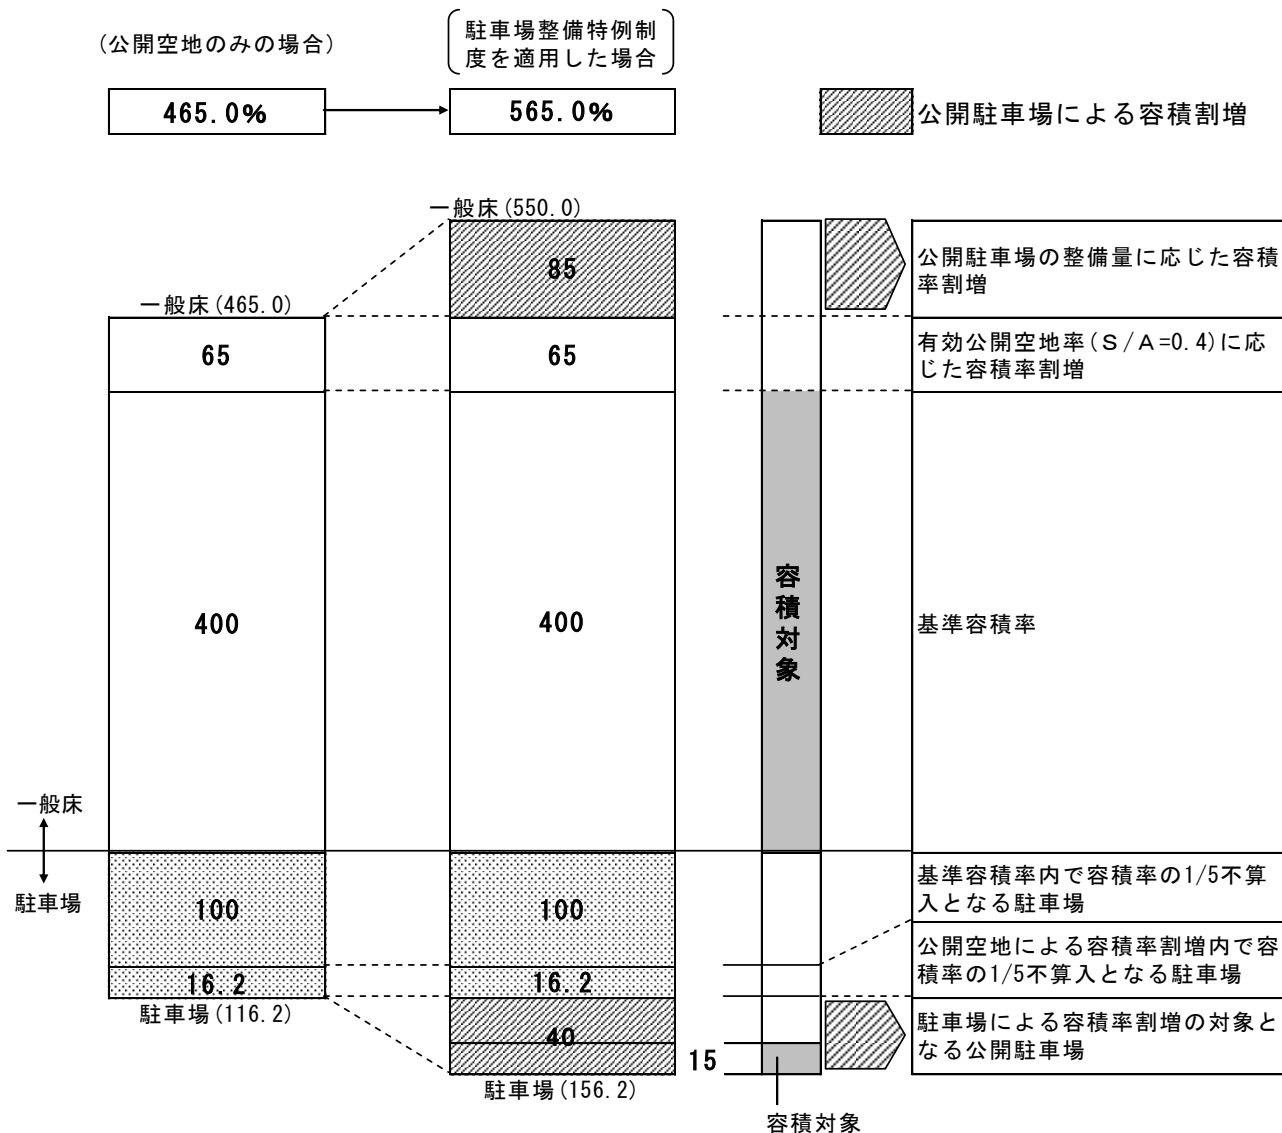 (公開空地のみの場合)
駐車場整備特例制
度を適用した場合
465.0%
565.0%
公開駐車場による容積割増
一般床(550.0)
85
公開駐車場の整備量に応じた容積
率割増
一般床(465.0)
65
65
有効公開空地率(S/A=0.4)に応
じた容積率割増
400
400
容積対象
基準容積率
一般床
駐車場
100
100
基準容積率内で容積率の1/5不算
入となる駐車場
16.2
16.2
公開空地による容積率割増内で容
積率の1/5不算入となる駐車場
駐車場(116.2)
40
15
駐車場による容積率割増の対象と
なる公開駐車場
駐車場(156.2)
容積対象